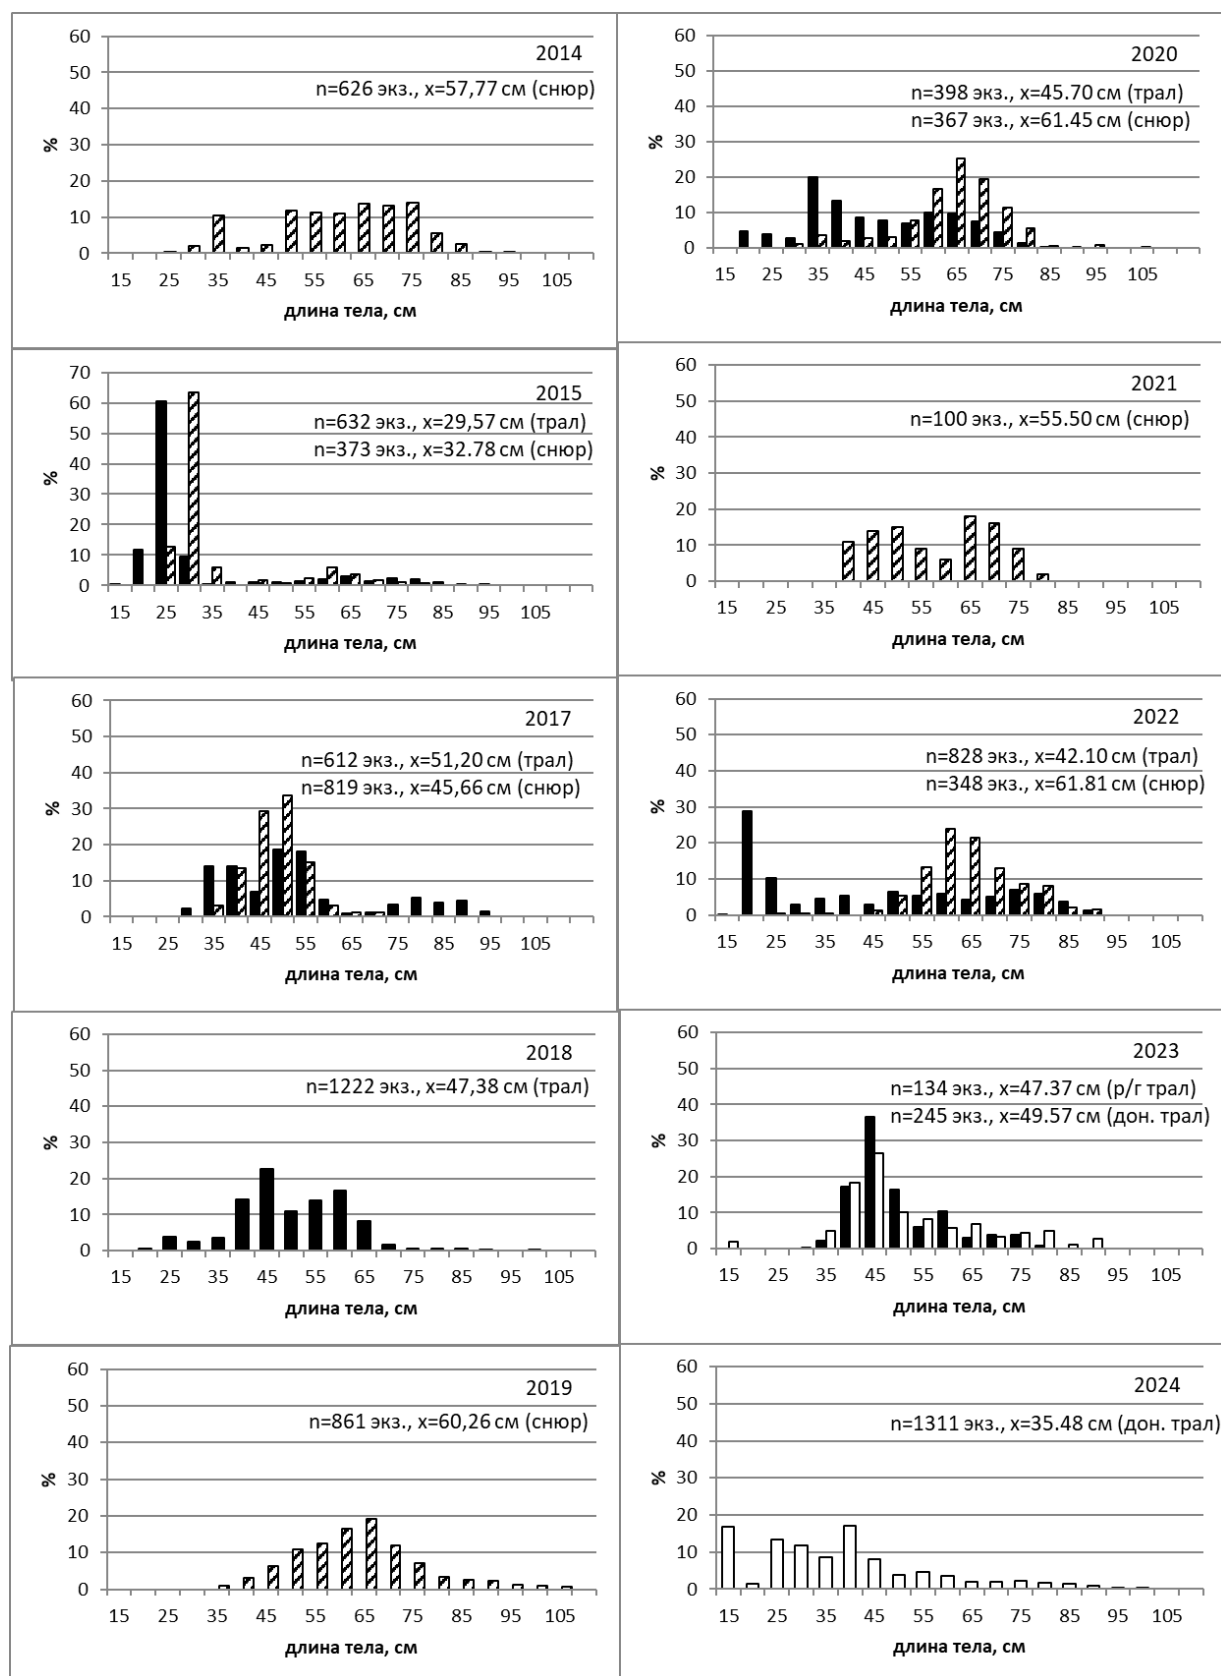 2014
n=626 экз., x=57,77 см (снюр)
60
50
40
30
20
10
0
%
15 25 35 45 55 65 75 85 95 105
длина тела, см
2020
n=398 экз., x=45.70 см (трал)
n=367 экз., x=61.45 см (снюр)
60
50
40
30
20
10
0
%
15 25 35 45 55 65 75 85 95 105
длина тела, см
2015
n=632 экз., x=29,57 см (трал)
n=373 экз., x=32.78 см (снюр)
70
60
50
40
30
20
10
0
%
15 25 35 45 55 65 75 85 95 105
длина тела, см
2021
n=100 экз., x=55.50 см (снюр)
60
50
40
30
20
10
0
%
15 25 35 45 55 65 75 85 95 105
длина тела, см
2017
n=612 экз., x=51,20 см (трал)
n=819 экз., x=45,66 см (снюр)
60
50
40
30
20
10
0
%
15 25 35 45 55 65 75 85 95 105
длина тела, см
2022
n=828 экз., x=42.10 см (трал)
n=348 экз., x=61.81 см (снюр)
60
50
40
30
20
10
0
%
15 25 35 45 55 65 75 85 95 105
длина тела, см
2018
n=1222 экз., x=47,38 см (трал)
60
50
40
30
20
10
0
%
15 25 35 45 55 65 75 85 95 105
длина тела, см
2023
n=134 экз., x=47.37 см (р/г трал)
n=245 экз., x=49.57 см (дон. трал)
60
50
40
30
20
10
0
%
15 25 35 45 55 65 75 85 95 105
длина тела, см
2019
n=861 экз., x=60,26 см (снюр)
60
50
40
30
20
10
0
%
15 25 35 45 55 65 75 85 95 105
длина тела, см
2024
n=1311 экз., x=35.48 см (дон. трал)
60
50
40
30
20
10
0
%
15 25 35 45 55 65 75 85 95 105
длина тела, см